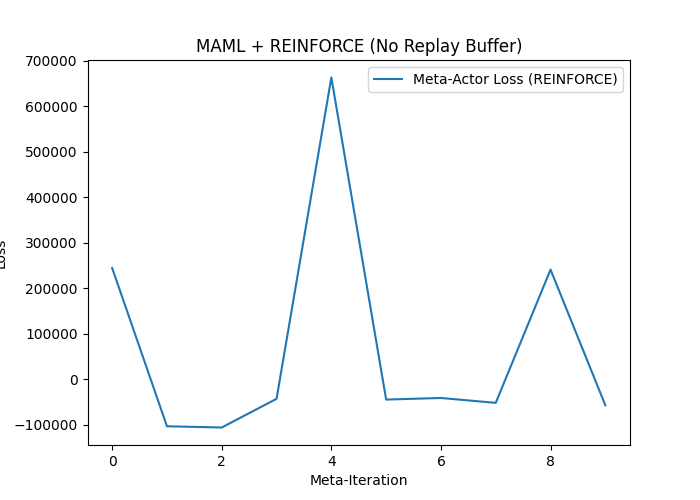 MAML + REINFORCE (No Replay Buffer)
Meta-Actor Loss (REINFORCE)
700000
600000
500000
400000
300000
200000
100000
0
−100000
Loss
0 2 4 6 8
Meta-Iteration